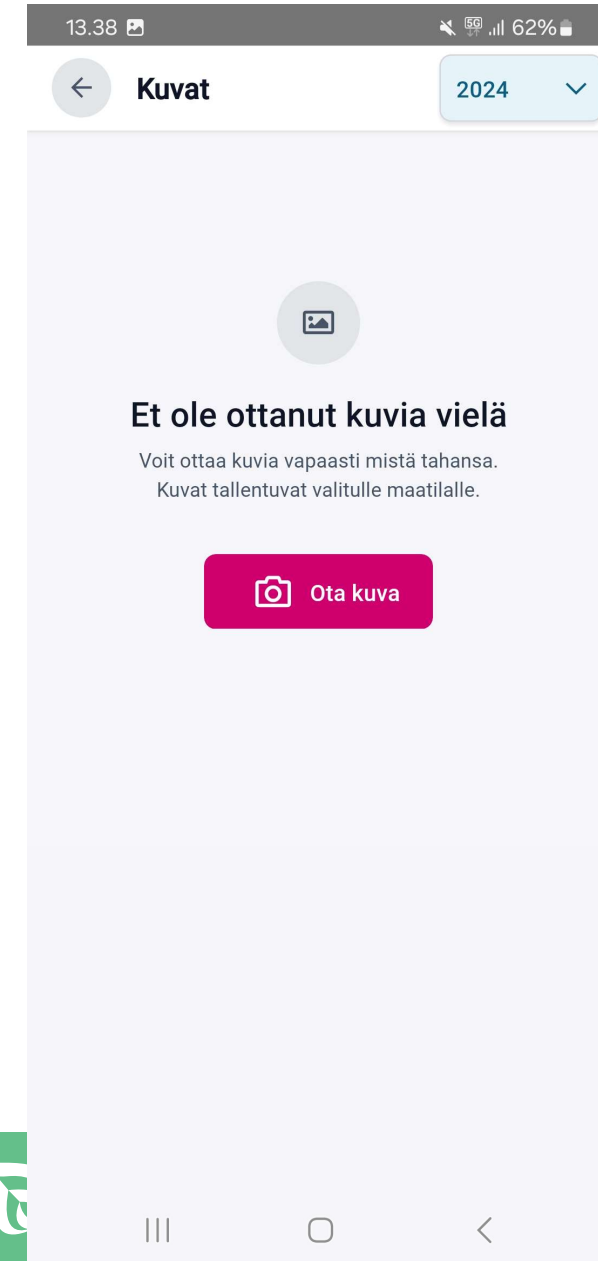 13.38 5G 62%
Kuvat 2024
Et ole ottanut kuvia vielä
Voit ottaa kuvia vapaasti mistä tahansa.
Kuvat tallentuvat valitulle maatilalle.
Ota kuva